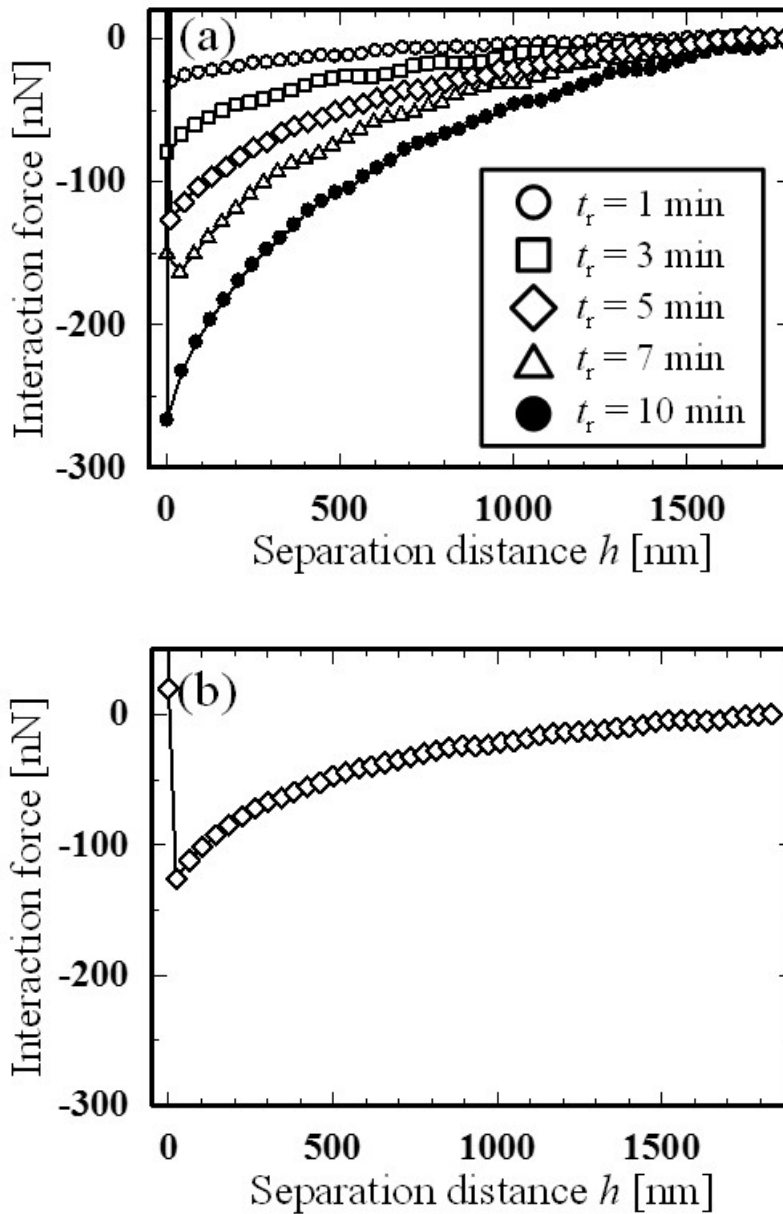 (a)
0
-100
-200
-300
Interaction force [nN]
t_r = 1 min
t_r = 3 min
t_r = 5 min
t_r = 7 min
t_r = 10 min
0 500 1000 1500
Separation distance h [nm]
(b)
0
-100
-200
-300
Interaction force [nN]
0 500 1000 1500
Separation distance h [nm]